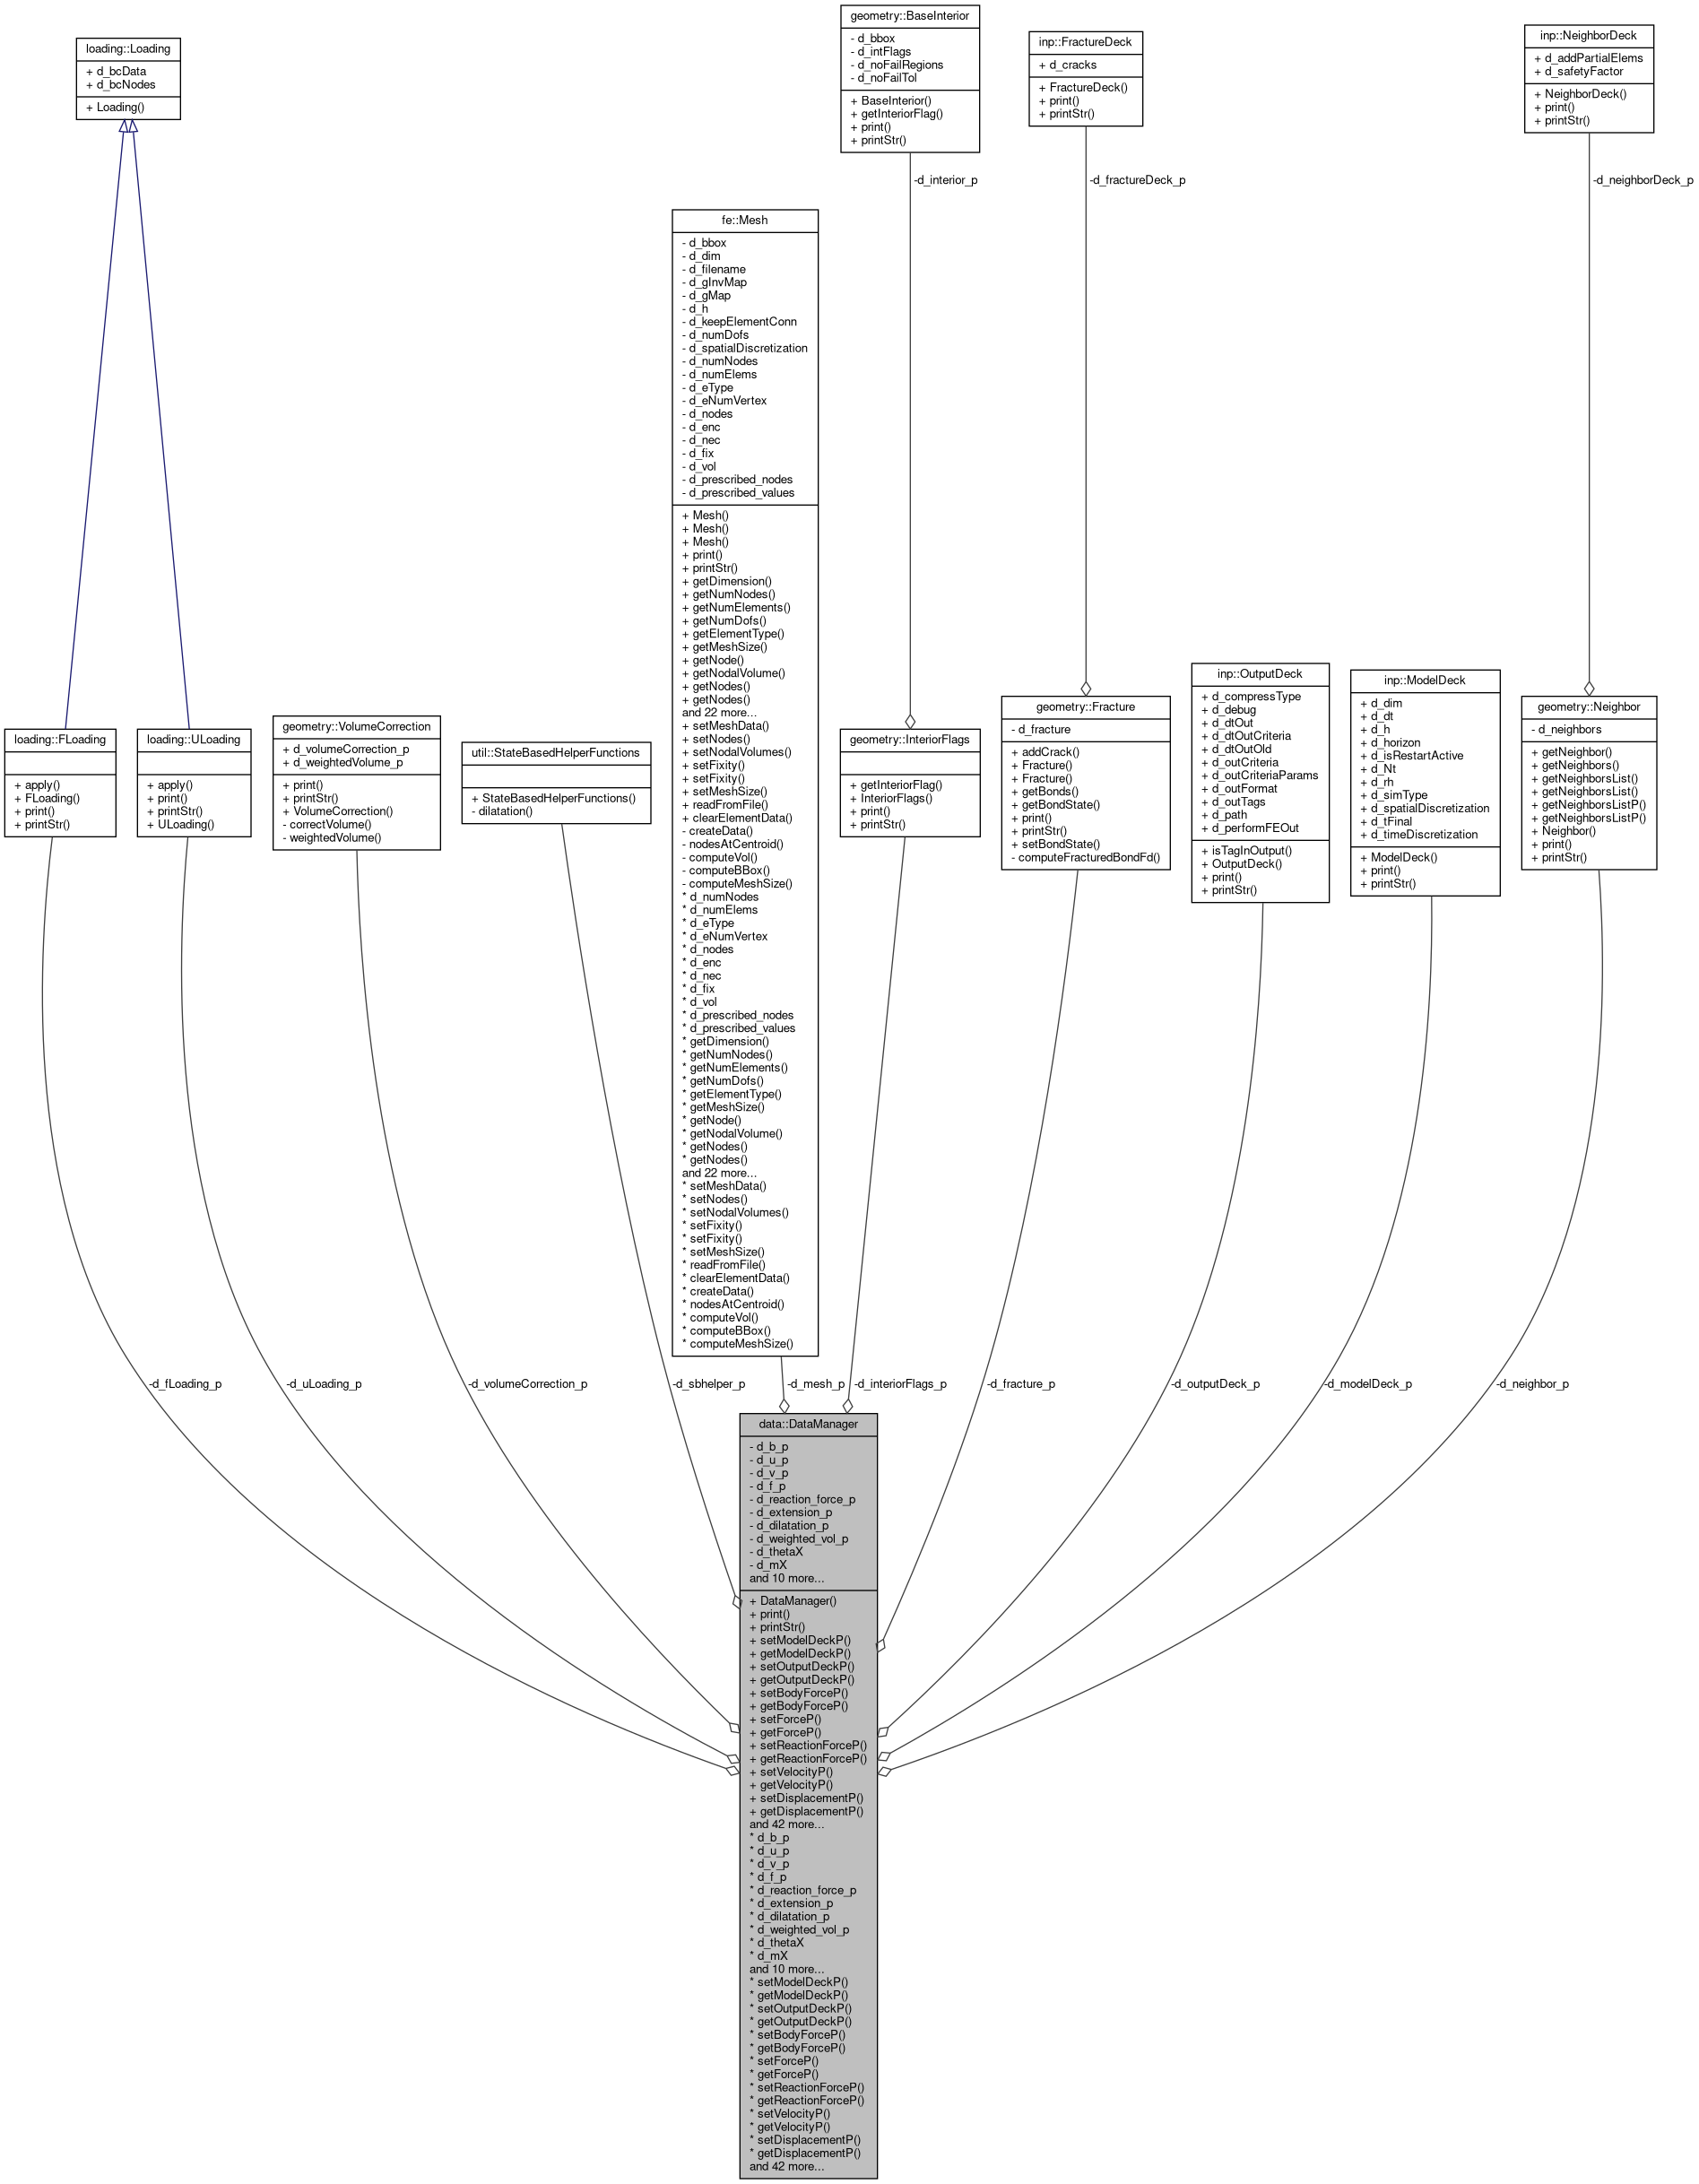 geometry::BaseInterior
- d_bbox
- d_intFlags
- d_noFailRegions
- d_noFailTol
+ BaseInterior()
+ getInteriorFlag()
+ print()
+ printStr()
inp::NeighborDeck
+ d_addPartialElems
+ d_safetyFactor
+ NeighborDeck()
+ print()
+ printStr()
inp::FractureDeck
+ d_cracks
+ FractureDeck()
+ print()
+ printStr()
loading::Loading
+ d_bcData
+ d_bcNodes
+ Loading()
-d_interior_p
-d_fractureDeck_p
-d_neighborDeck_p
fe::Mesh
- d_bbox
- d_dim
- d_filename
- d_gInvMap
- d_gMap
- d_h
- d_keepElementConn
- d_numDofs
- d_spatialDiscretization
- d_numNodes
- d_numElems
- d_eType
- d_eNumVertex
- d_nodes
- d_enc
- d_nec
- d_fix
- d_vol
- d_prescribed_nodes
- d_prescribed_values
+ Mesh()
+ Mesh()
+ Mesh()
+ print()
+ printStr()
+ getDimension()
+ getNumNodes()
+ getNumElements()
+ getNumDofs()
+ getElementType()
+ getMeshSize()
+ getNode()
+ getNodalVolume()
+ getNodes()
+ getNodes()
and 22 more...
+ setMeshData()
+ setNodes()
+ setNodalVolumes()
+ setFixity()
+ setFixity()
+ setMeshSize()
+ readFromFile()
+ clearElementData()
- createData()
- nodesAtCentroid()
- computeVol()
- computeBBox()
- computeMeshSize()
* d_numNodes
* d_numElems
* d_eType
* d_eNumVertex
* d_nodes
* d_enc
* d_nec
* d_fix
* d_vol
* d_prescribed_nodes
* d_prescribed_values
* getDimension()
* getNumNodes()
* getNumElements()
* getNumDofs()
* getElementType()
* getMeshSize()
* getNode()
* getNodalVolume()
* getNodes()
* getNodes()
and 22 more...
* setMeshData()
* setNodes()
* setNodalVolumes()
* setFixity()
* setFixity()
* setMeshSize()
* readFromFile()
* clearElementData()
* createData()
* nodesAtCentroid()
* computeVol()
* computeBBox()
* computeMeshSize()
loading::FLoading
+ apply()
+ FLoading()
+ print()
+ printStr()
loading::ULoading
+ apply()
+ print()
+ printStr()
+ ULoading()
geometry::VolumeCorrection
+ d_volumeCorrection_p
+ d_weightedVolume_p
+ print()
+ printStr()
+ VolumeCorrection()
- correctVolume()
- weightedVolume()
util::StateBasedHelperFunctions
+ StateBasedHelperFunctions()
- dilatation()
geometry::InteriorFlags
+ getInteriorFlag()
+ InteriorFlags()
+ print()
+ printStr()
geometry::Fracture
- d_fracture
+ addCrack()
+ Fracture()
+ Fracture()
+ getBonds()
+ getBondState()
+ print()
+ printStr()
+ setBondState()
- computeFracturedBondFd()
inp::OutputDeck
+ d_compressType
+ d_debug
+ d_dtOut
+ d_dtOutCriteria
+ d_dtOutOld
+ d_outCriteria
+ d_outCriteriaParams
+ d_outFormat
+ d_outTags
+ d_path
+ d_performFEOut
+ isTagInOutput()
+ OutputDeck()
+ print()
+ printStr()
inp::ModelDeck
+ d_dim
+ d_dt
+ d_h
+ d_horizon
+ d_isRestartActive
+ d_Nt
+ d_rh
+ d_simType
+ d_spatialDiscretization
+ d_tFinal
+ d_timeDiscretization
+ ModelDeck()
+ print()
+ printStr()
geometry::Neighbor
- d_neighbors
+ getNeighbor()
+ getNeighbors()
+ getNeighborsList()
+ getNeighborsList()
+ getNeighborsListP()
+ getNeighborsListP()
+ Neighbor()
+ print()
+ printStr()
-d_fLoading_p
-d_uLoading_p
-d_volumeCorrection_p
-d_sbhelper_p
-d_mesh_p
-d_interiorFlags_p
-d_fracture_p
-d_outputDeck_p
-d_modelDeck_p
-d_neighbor_p
data::DataManager
- d_b_p
- d_u_p
- d_v_p
- d_f_p
- d_reaction_force_p
- d_extension_p
- d_dilatation_p
- d_weighted_vol_p
- d_thetaX
- d_mX
and 10 more...
+ DataManager()
+ print()
+ printStr()
+ setModelDeckP()
+ getModelDeckP()
+ setOutputDeckP()
+ getOutputDeckP()
+ setBodyForceP()
+ getBodyForceP()
+ setForceP()
+ getForceP()
+ setReactionForceP()
+ getReactionForceP()
+ setVelocityP()
+ getVelocityP()
+ setDisplacementP()
+ getDisplacementP()
and 42 more...
* d_b_p
* d_u_p
* d_v_p
* d_f_p
* d_reaction_force_p
* d_extension_p
* d_dilatation_p
* d_weighted_vol_p
* d_thetaX
* d_mX
and 10 more...
* setModelDeckP()
* getModelDeckP()
* setOutputDeckP()
* getOutputDeckP()
* setBodyForceP()
* getBodyForceP()
* setForceP()
* getForceP()
* setReactionForceP()
* getReactionForceP()
* setVelocityP()
* getVelocityP()
* setDisplacementP()
* getDisplacementP()
and 42 more...